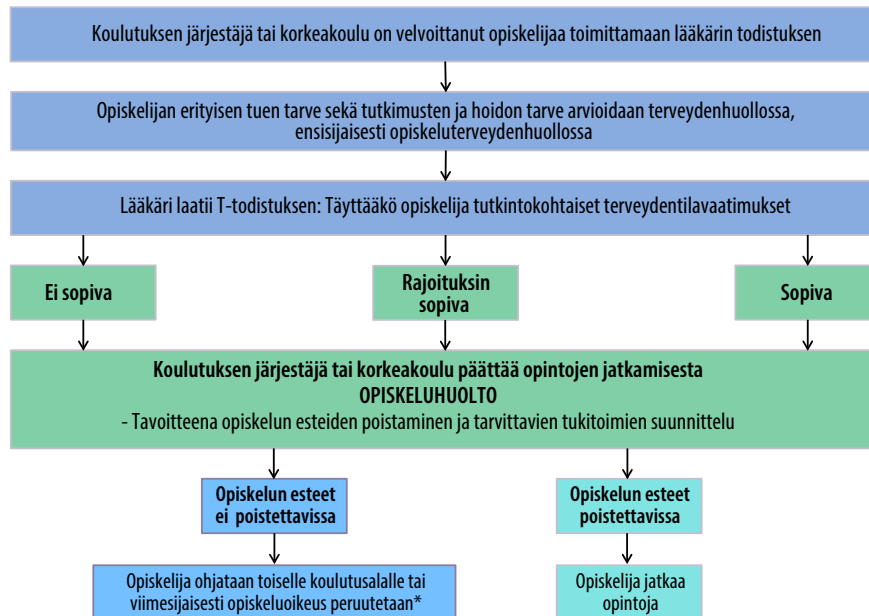 Koulutuksen järjestäjä tai korkeakoulu on velvoittanut opiskelijaa toimittamaan lääkärin todistuksen
Opiskelijan erityisen tuen tarve sekä tutkimusten ja hoidon tarve arvioidaan terveydenhuollossa,
ensisijaisesti opiskeluterveydenhuollossa
Lääkäri laatii T-todistuksen: Täyttääkö opiskelija tutkintokohtaiset terveydentilavaatimukset
Ei sopiva
Rajoituksin
sopiva
Sopiva
Koulutuksen järjestäjä tai korkeakoulu päättää opintojen jatkamisesta
OPISKELUHUOLTO
- Tavoitteena opiskelun esteiden poistaminen ja tarvittavien tukitoimien suunnittelu
Opiskelun esteet
ei poistettavissa
Opiskelun esteet
poistettavissa
Opiskelija ohjataan toiselle koulutusalalle tai
viimesijaisesti opiskeluoikeus peruutetaan*
Opiskelija jatkaa
opintoja